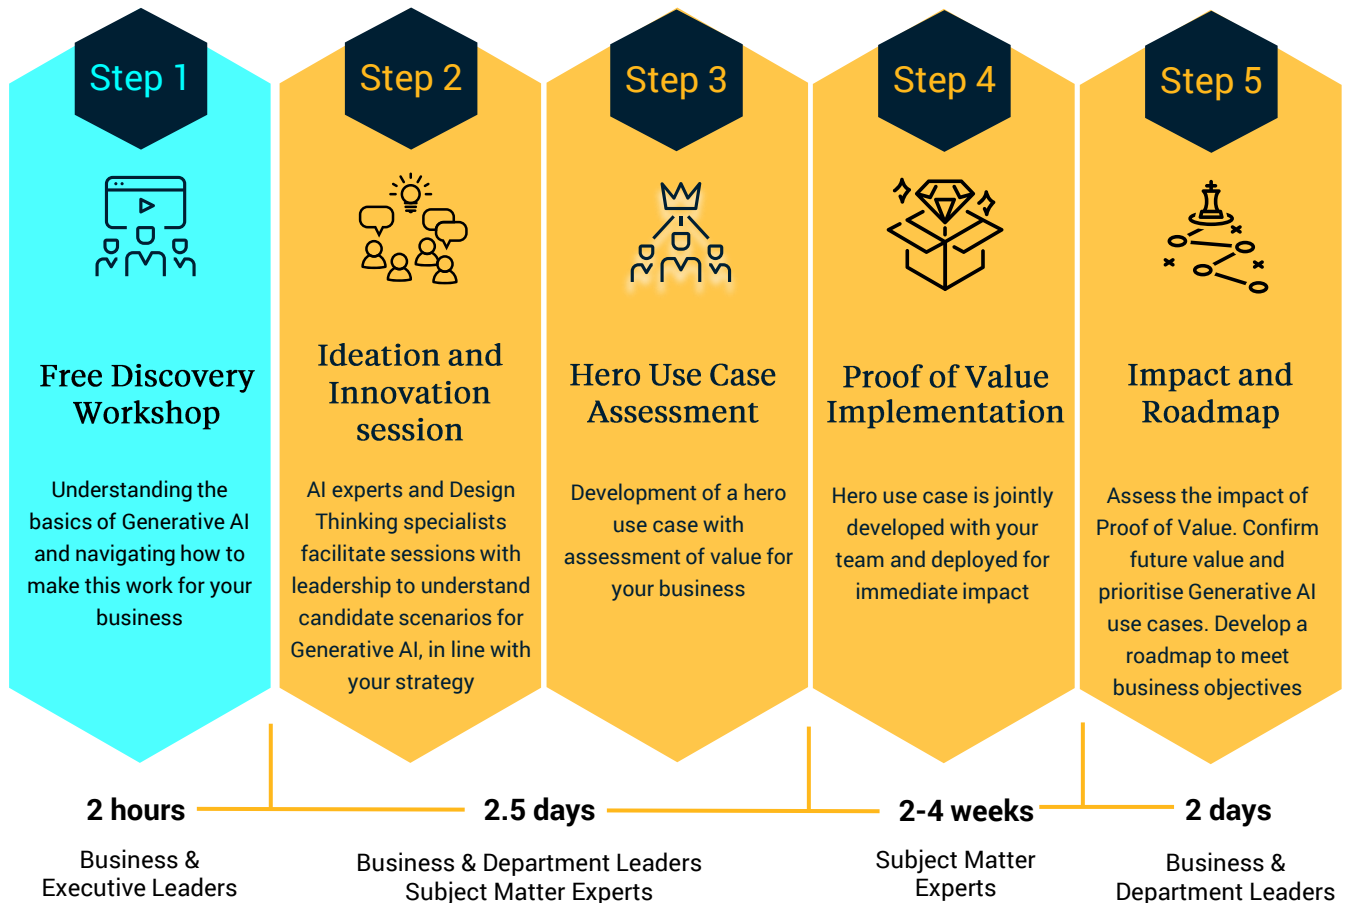 Step 1
Free Discovery
Workshop
Understanding the
basics of Generative AI
and navigating how to
make this work for your
business
Step 2
Ideation and
Innovation
session
AI experts and Design
Thinking specialists
facilitate sessions with
leadership to understand
candidate scenarios for
Generative AI, in line with
your strategy
Step 3
Hero Use Case
Assessment
Development of a hero
use case with
assessment of value for
your business
Step 4
Proof of Value
Implementation
Hero use case is jointly
developed with your
team and deployed for
immediate impact
Step 5
Impact and
Roadmap
Assess the impact of
Proof of Value. Confirm
future value and
prioritise Generative AI
use cases. Develop a
roadmap to meet
business objectives
2 hours
Business &
Executive Leaders
2.5 days
Business & Department Leaders
Subject Matter Experts
2-4 weeks
Subject Matter
Experts
2 days
Business &
Department Leaders